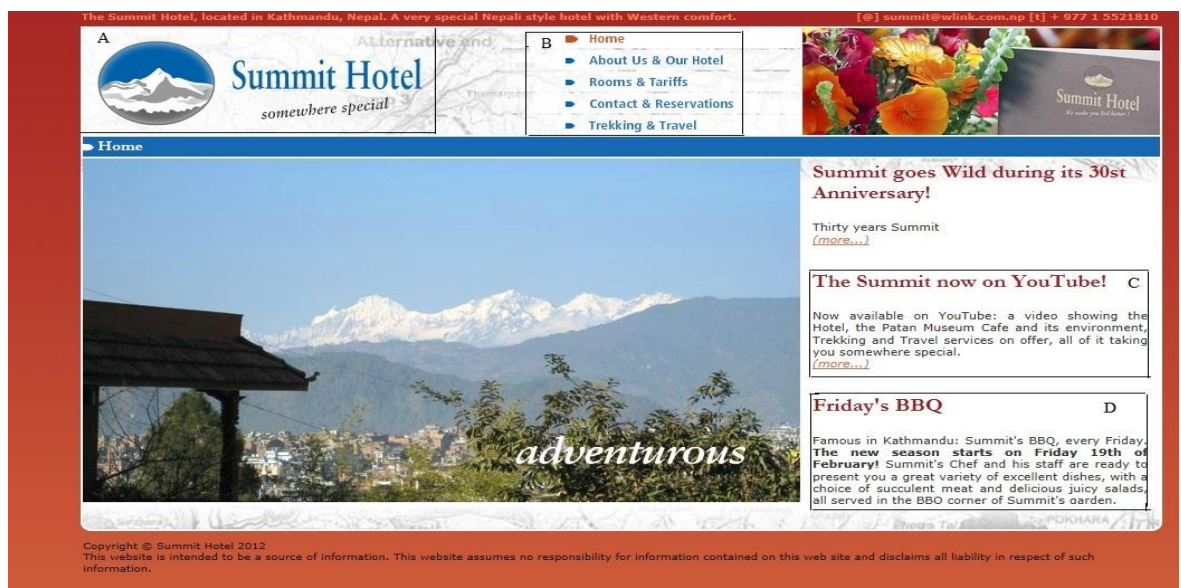 The Summit Hotel, located in Kathmandu, Nepal. A very special Nepali style hotel with Western comfort.
[@] summit@wlink.com.np [t] + 977 1 5521810
A
Summit Hotel
somewhere special
ALternative end
B
Home
About Us & Our Hotel
Rooms & Tariffs
Contact & Reservations
Trekking & Travel
Summit Hotel
We make you feel better !
Home
adventurous
Summit goes Wild during its 30st
Anniversary!
Thirty years Summit
(more...)
The Summit now on YouTube!
C
Now available on YouTube: a video showing the
Hotel, the Patan Museum Cafe and its environment,
Trekking and Travel services on offer, all of it taking
you somewhere special.
(more...)
Friday's BBQ
D
Famous in Kathmandu: Summit's BBQ, every Friday.
The new season starts on Friday 19th of
February! Summit's Chef and his staff are ready to
present you a great variety of excellent dishes, with a
choice of succulent meat and delicious juicy salads,
all served in the BBQ corner of Summit's garden.
POKHARA
Copyright © Summit Hotel 2012
This website is intended to be a source of information. This website assumes no responsibility for information contained on this web site and disclaims all liability in respect of such
information.